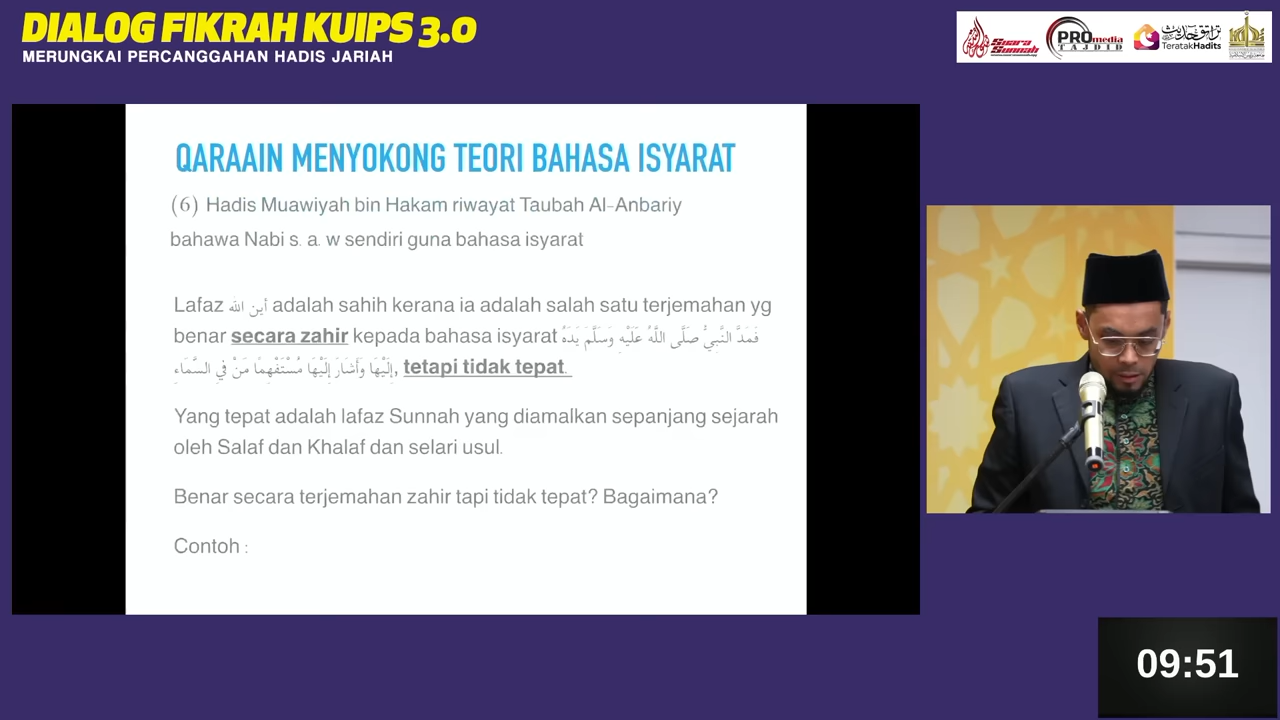 DIALOG FIKRAH KUIPS 3.0
MERUNGKAI PERCANGGAHAN HADIS JARIAH
Suara Sunnah
PROmedia
TAJDID
TeratakHadits
QARAAIN MENYOKONG TEORI BAHASA ISYARAT
(6) Hadis Muawiyah bin Hakam riwayat Taubah Al-Anbariy
bahawa Nabi s. a. w sendiri guna bahasa isyarat
Lafaz أين الله adalah sahih kerana ia adalah salah satu terjemahan yg
benar secara zahir kepada bahasa isyarat فَمَدَّ النَّبِيُّ صَلَّى اللَّهُ عَلَيْهِ وَسَلَّمَ يَدَهُ
إِلَيْهَا وَأَشَارَ إِلَيْهَا مُسْتَفْهِمًا مَنْ فِي السَّمَاءِ, tetapi tidak tepat.
Yang tepat adalah lafaz Sunnah yang diamalkan sepanjang sejarah
oleh Salaf dan Khalaf dan selari usul.
Benar secara terjemahan zahir tapi tidak tepat? Bagaimana?
Contoh :
09:51